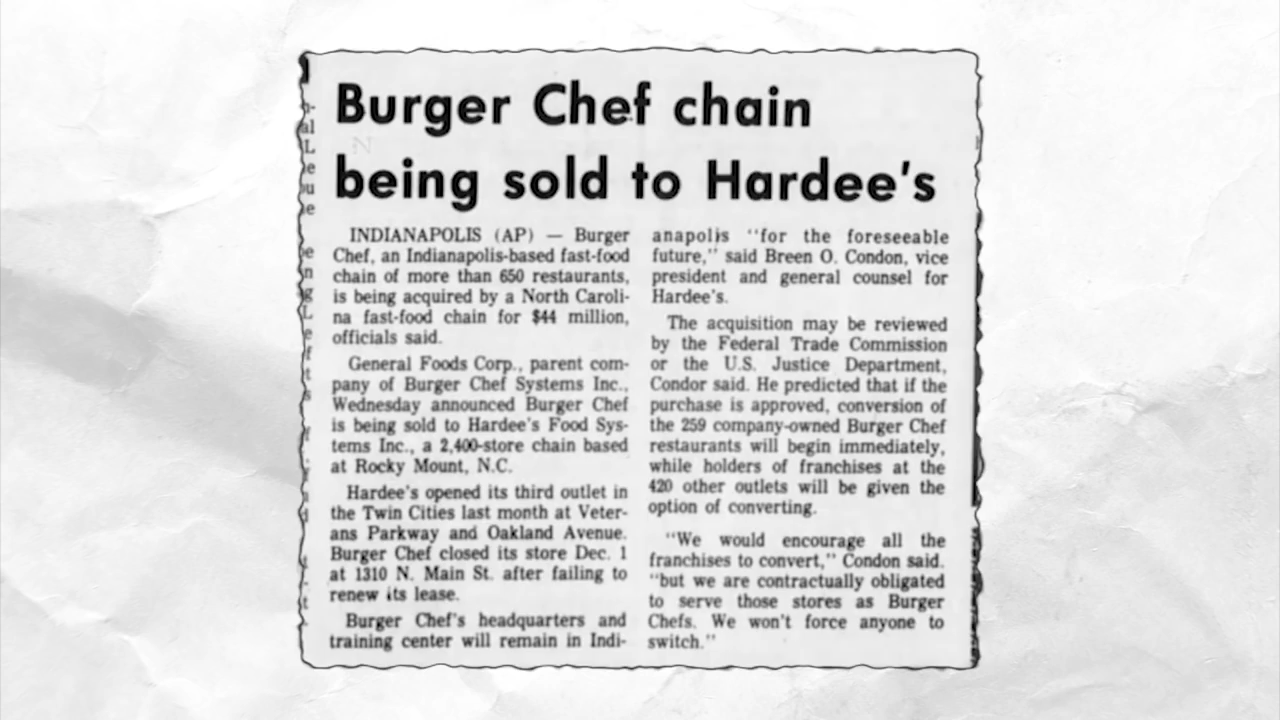 Burger Chef chain
being sold to Hardee's
INDIANAPOLIS (AP) — Burger
Chef, an Indianapolis-based fast-food
chain of more than 650 restaurants,
is being acquired by a North Caroli-
na fast-food chain for $44 million,
officials said.
General Foods Corp., parent com-
pany of Burger Chef Systems Inc.,
Wednesday announced Burger Chef
is being sold to Hardee's Food Sys-
tems Inc., a 2,400-store chain based
at Rocky Mount, N.C.
Hardee's opened its third outlet in
the Twin Cities last month at Veter-
ans Parkway and Oakland Avenue.
Burger Chef closed its store Dec. 1
at 1310 N. Main St. after failing to
renew its lease.
Burger Chef's headquarters and
training center will remain in Indi-
anapolis "for the foreseeable
future," said Breen O. Condon, vice
president and general counsel for
Hardee's.
The acquisition may be reviewed
by the Federal Trade Commission
or the U.S. Justice Department,
Condor said. He predicted that if the
purchase is approved, conversion of
the 259 company-owned Burger Chef
restaurants will begin immediately,
while holders of franchises at the
420 other outlets will be given the
option of converting.
"We would encourage all the
franchises to convert," Condon said.
"but we are contractually obligated
to serve those stores as Burger
Chefs. We won't force anyone to
switch."